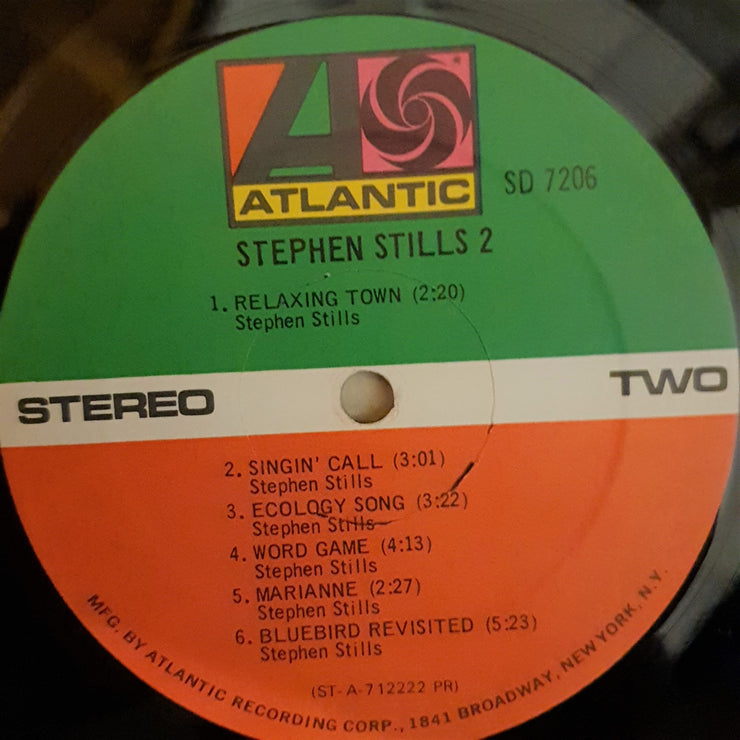 ATLANTIC
SD 7206
STEPHEN STILLS 2
1. RELAXING TOWN (2:20)
Stephen Stills
STEREO
TWO
2. SINGIN' CALL (3:01)
Stephen Stills
3. ECOLOGY SONG (3:22)
Stephen Stills
4. WORD GAME (4:13)
Stephen Stills
5. MARIANNE (2:27)
Stephen Stills
6. BLUEBIRD REVISITED (5:23)
Stephen Stills
(ST-A-712222 PR)
MFG. BY ATLANTIC RECORDING CORP., 1841 BROADWAY, NEW YORK, N.Y.